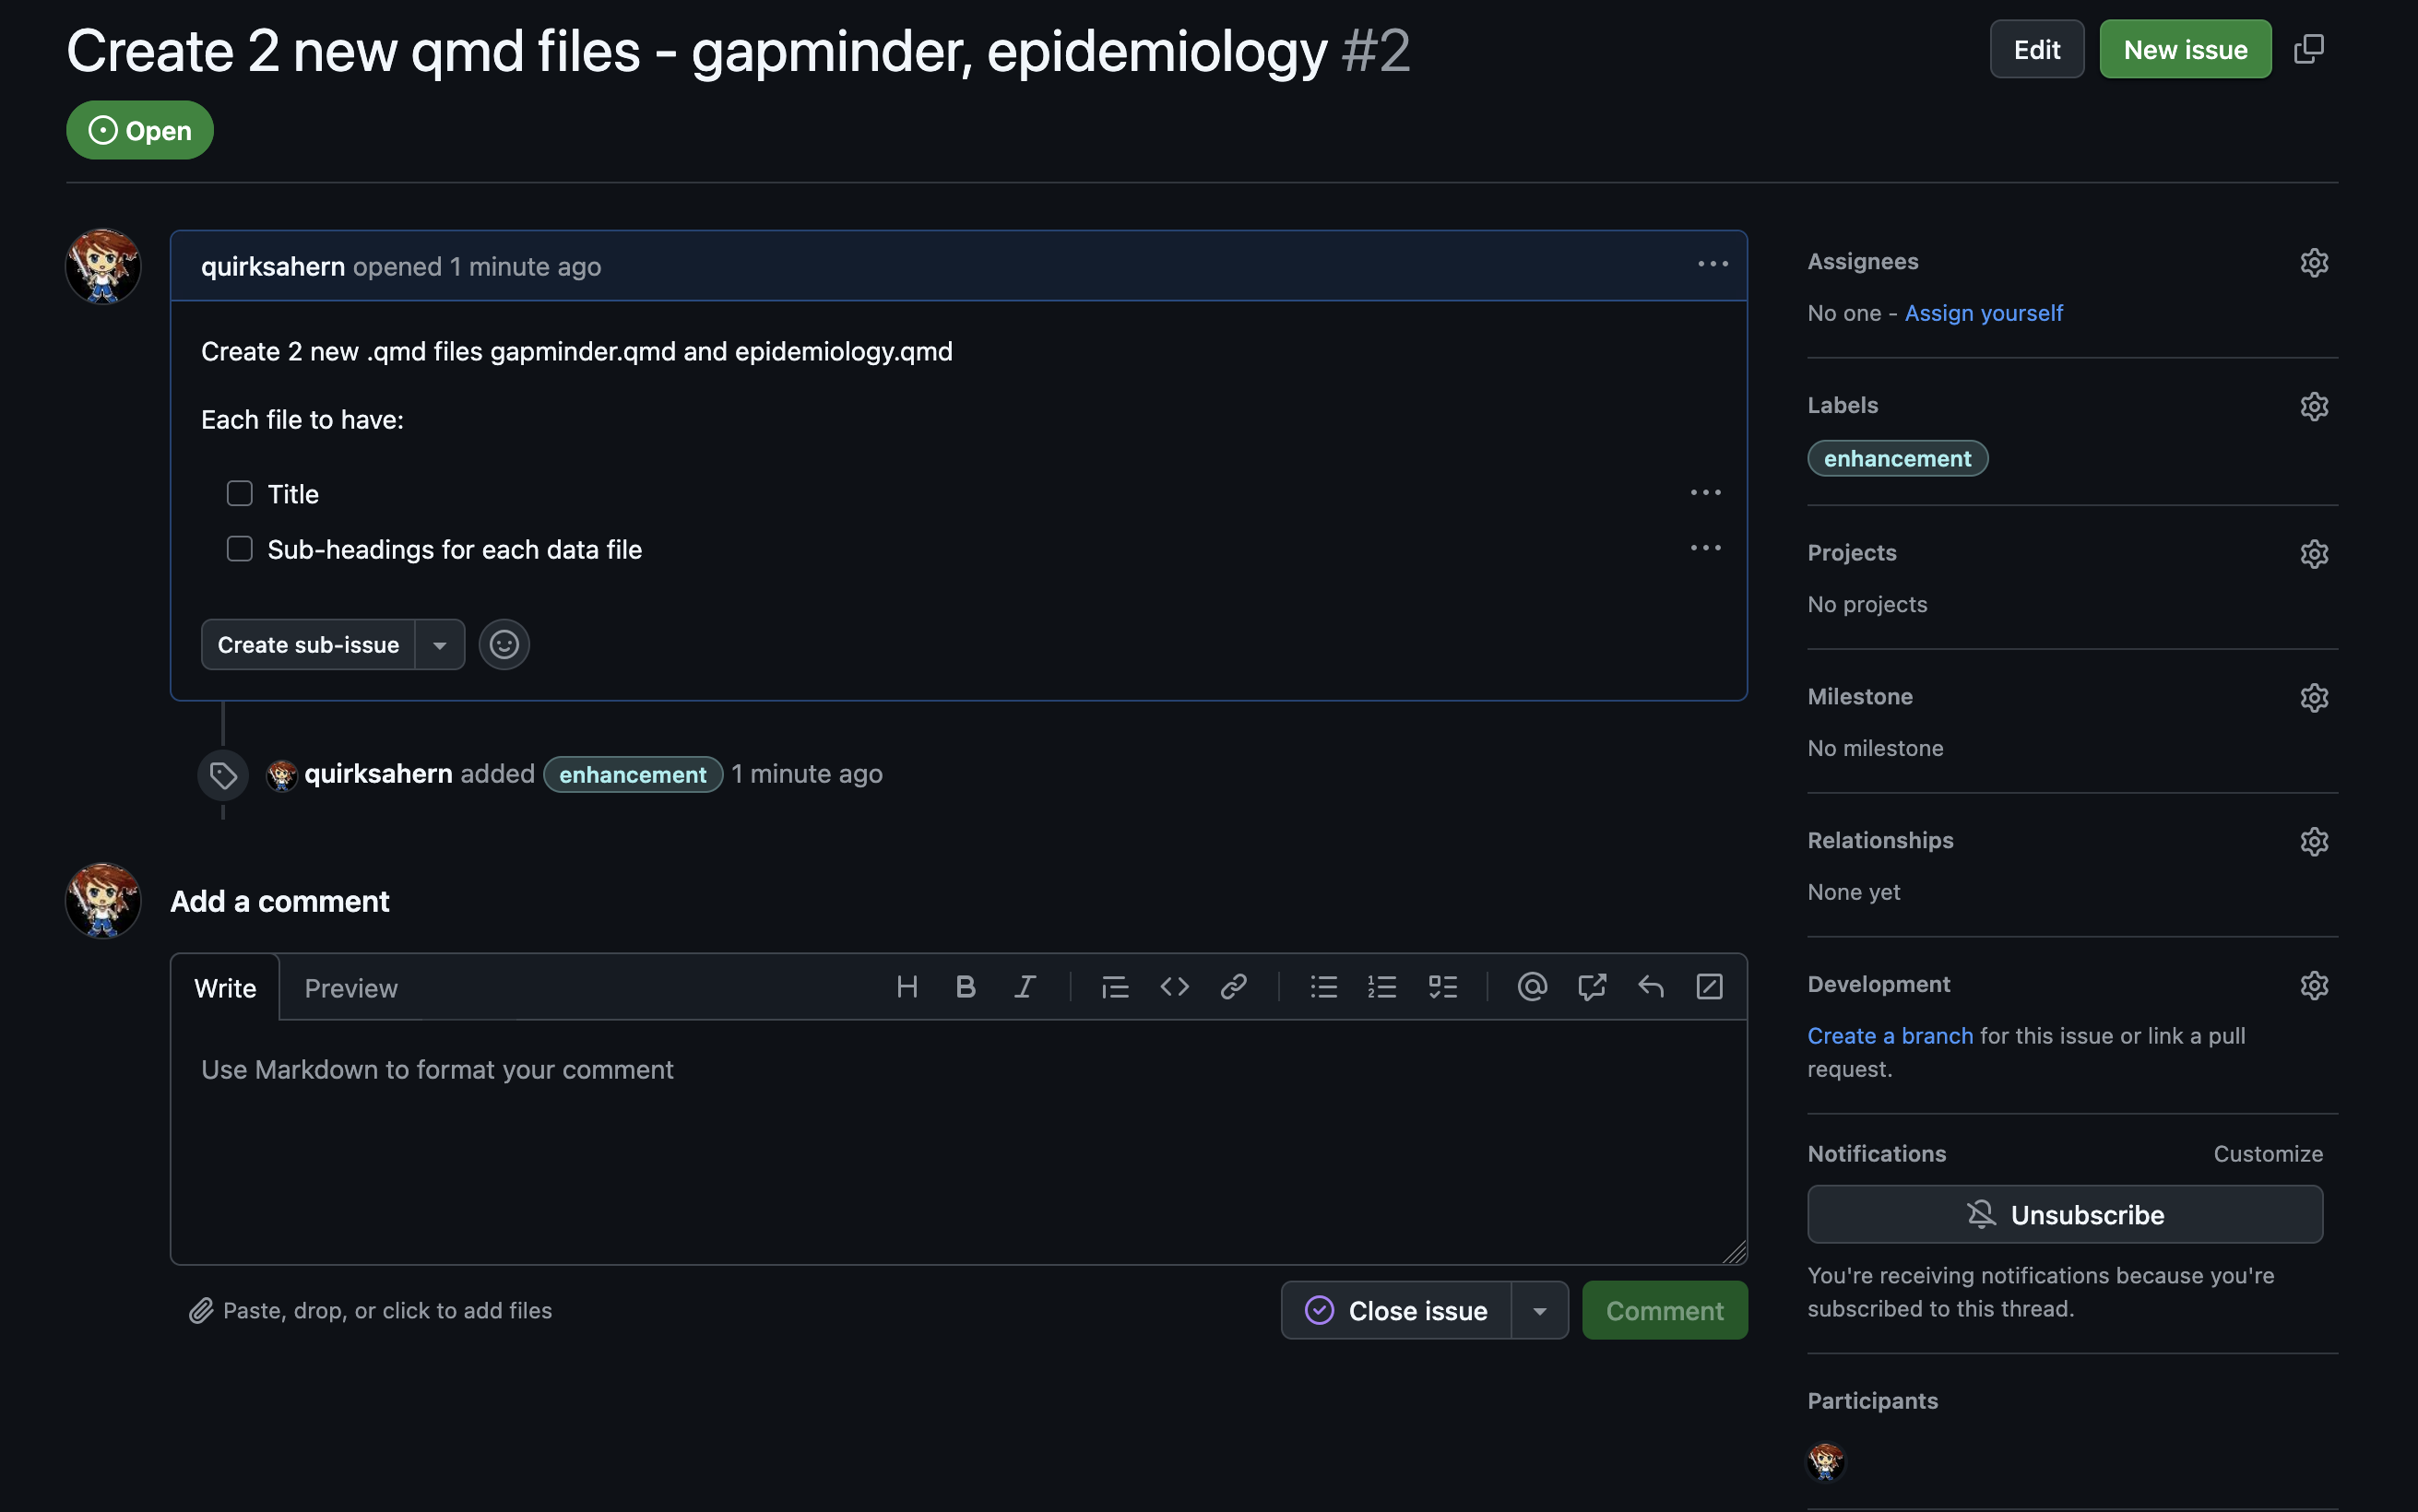 Create 2 new qmd files - gapminder, epidemiology #2
Edit
New issue
Open
quirksahern opened 1 minute ago
Create 2 new .qmd files gapminder.qmd and epidemiology.qmd
Each file to have:
Title
Sub-headings for each data file
Create sub-issue
quirksahern added enhancement 1 minute ago
Add a comment
Write
Preview
Use Markdown to format your comment
Paste, drop, or click to add files
Close issue
Comment
Assignees
No one - Assign yourself
Labels
enhancement
Projects
No projects
Milestone
No milestone
Relationships
None yet
Development
Create a branch for this issue or link a pull
request.
Notifications
Customize
Unsubscribe
You're receiving notifications because you're
subscribed to this thread.
Participants